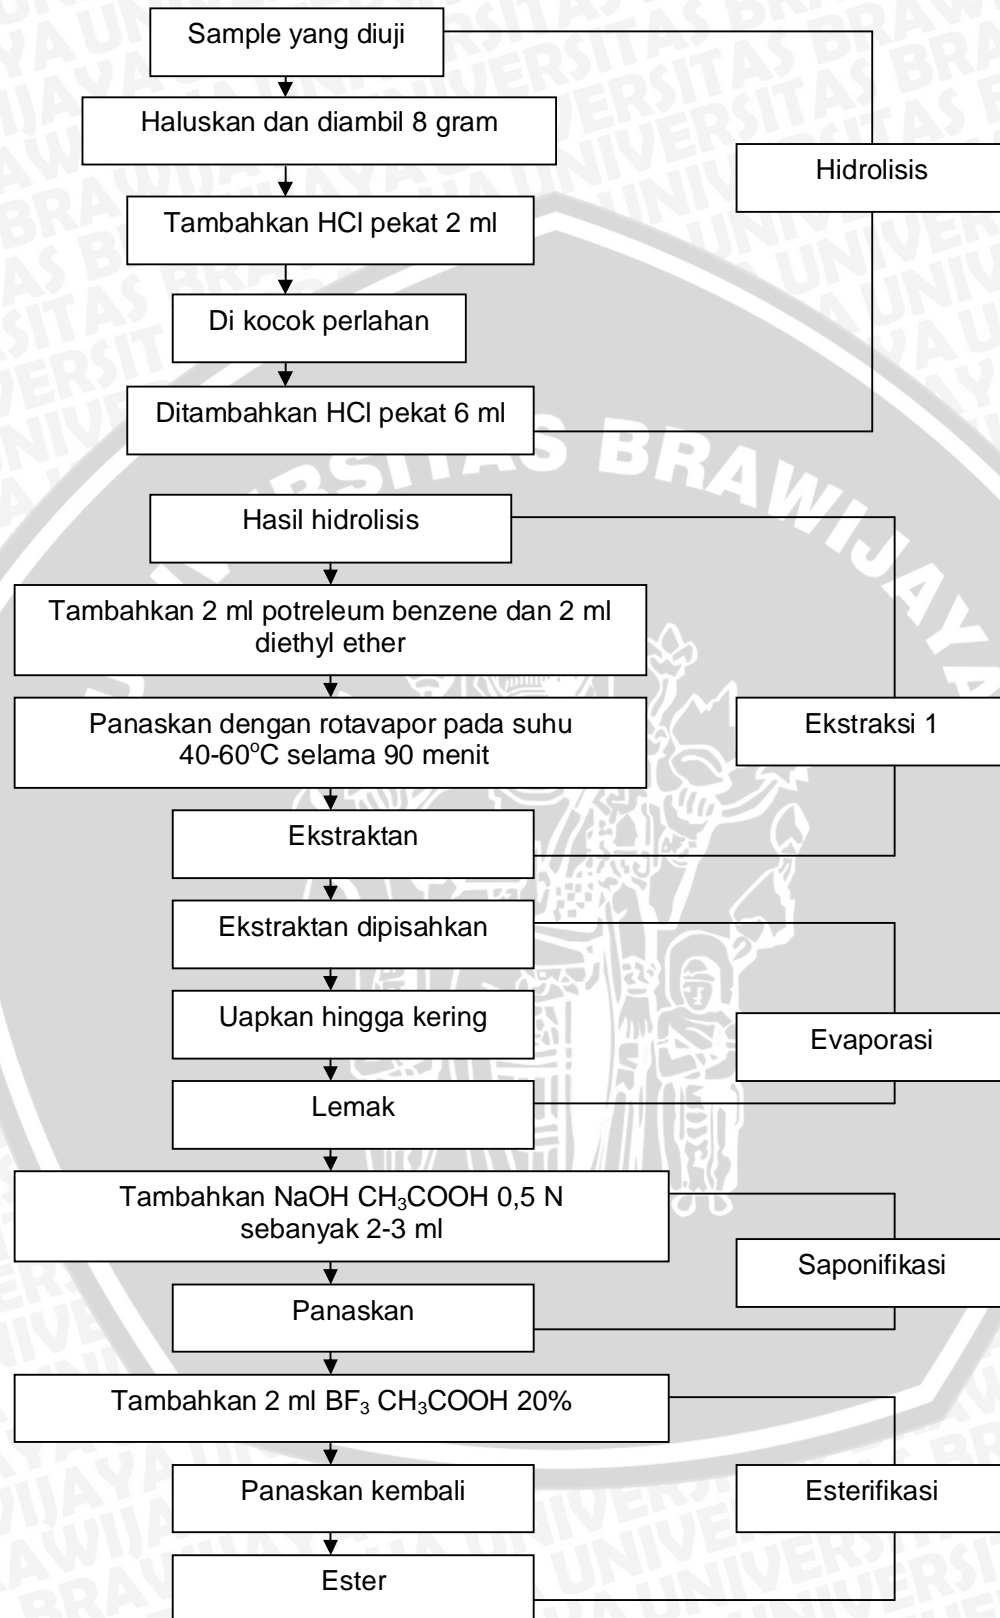 Sample yang diuji
Haluskan dan diambil 8 gram
Hidrolisis
Tambahkan HCl pekat 2 ml
Di kocok perlahan
Ditambahkan HCl pekat 6 ml
UNIVERSITAS BRAWIJAYA
Hasil hidrolisis
Tambahkan 2 ml potreleum benzene dan 2 ml
diethyl ether
Panaskan dengan rotavapor pada suhu
40-60°C selama 90 menit
Ekstraksi 1
Ekstraktan
Ekstraktan dipisahkan
Uapkan hingga kering
Evaporasi
Lemak
Tambahkan NaOH CH₃COOH 0,5 N
sebanyak 2-3 ml
Saponifikasi
Panaskan
Tambahkan 2 ml BF₃ CH₃COOH 20%
Panaskan kembali
Esterifikasi
Ester